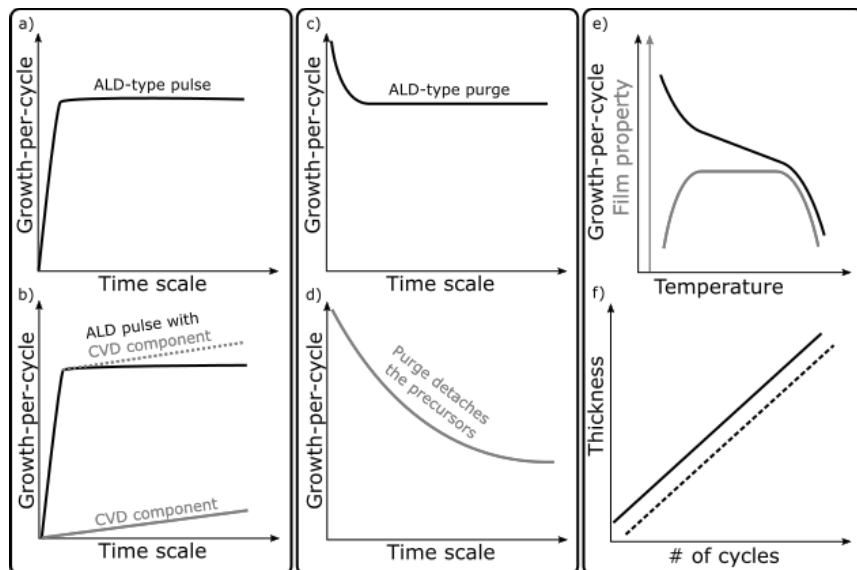 a)
Growth-per-cycle
ALD-type pulse
Time scale
b)
Growth-per-cycle
ALD pulse with
CVD component
CVD component
Time scale
c)
Growth-per-cycle
ALD-type purge
Time scale
d)
Growth-per-cycle
Purge detaches
the precursors
Time scale
e)
Growth-per-cycle
Film property
Temperature
f)
Thickness
# of cycles